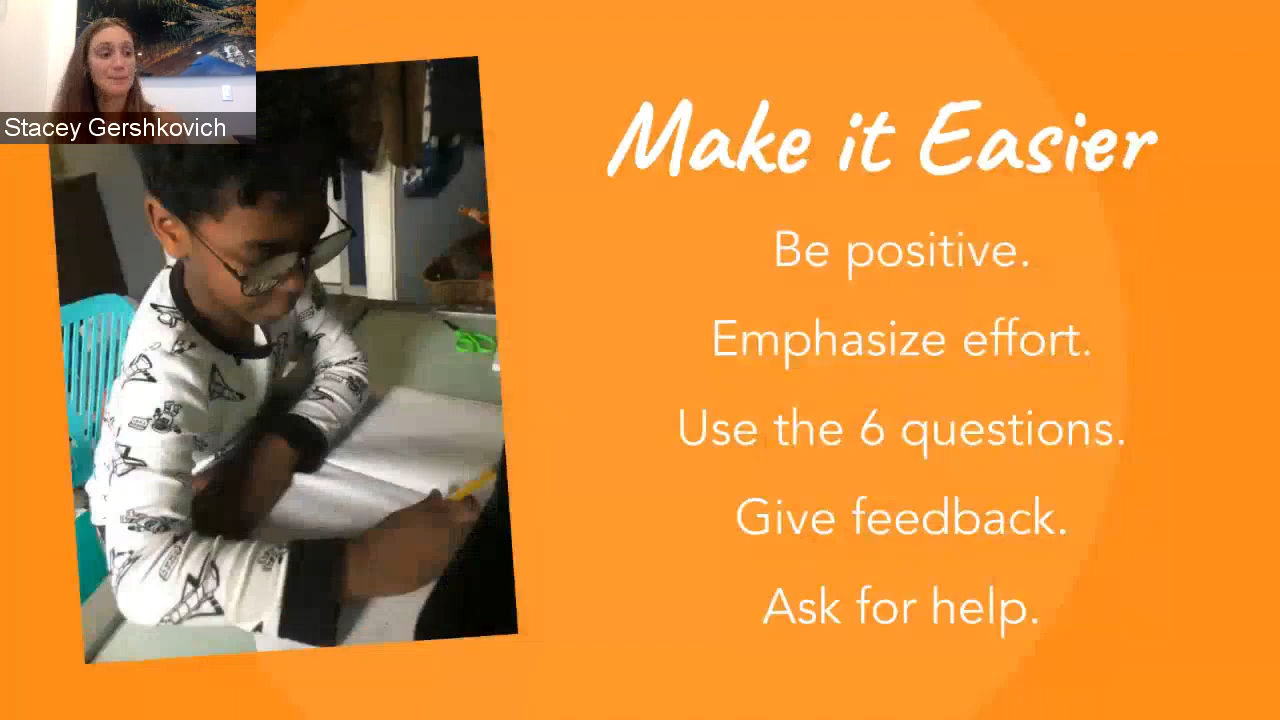 Stacey Gershkovich
Make it Easier
Be positive.
Emphasize effort.
Use the 6 questions.
Give feedback.
Ask for help.